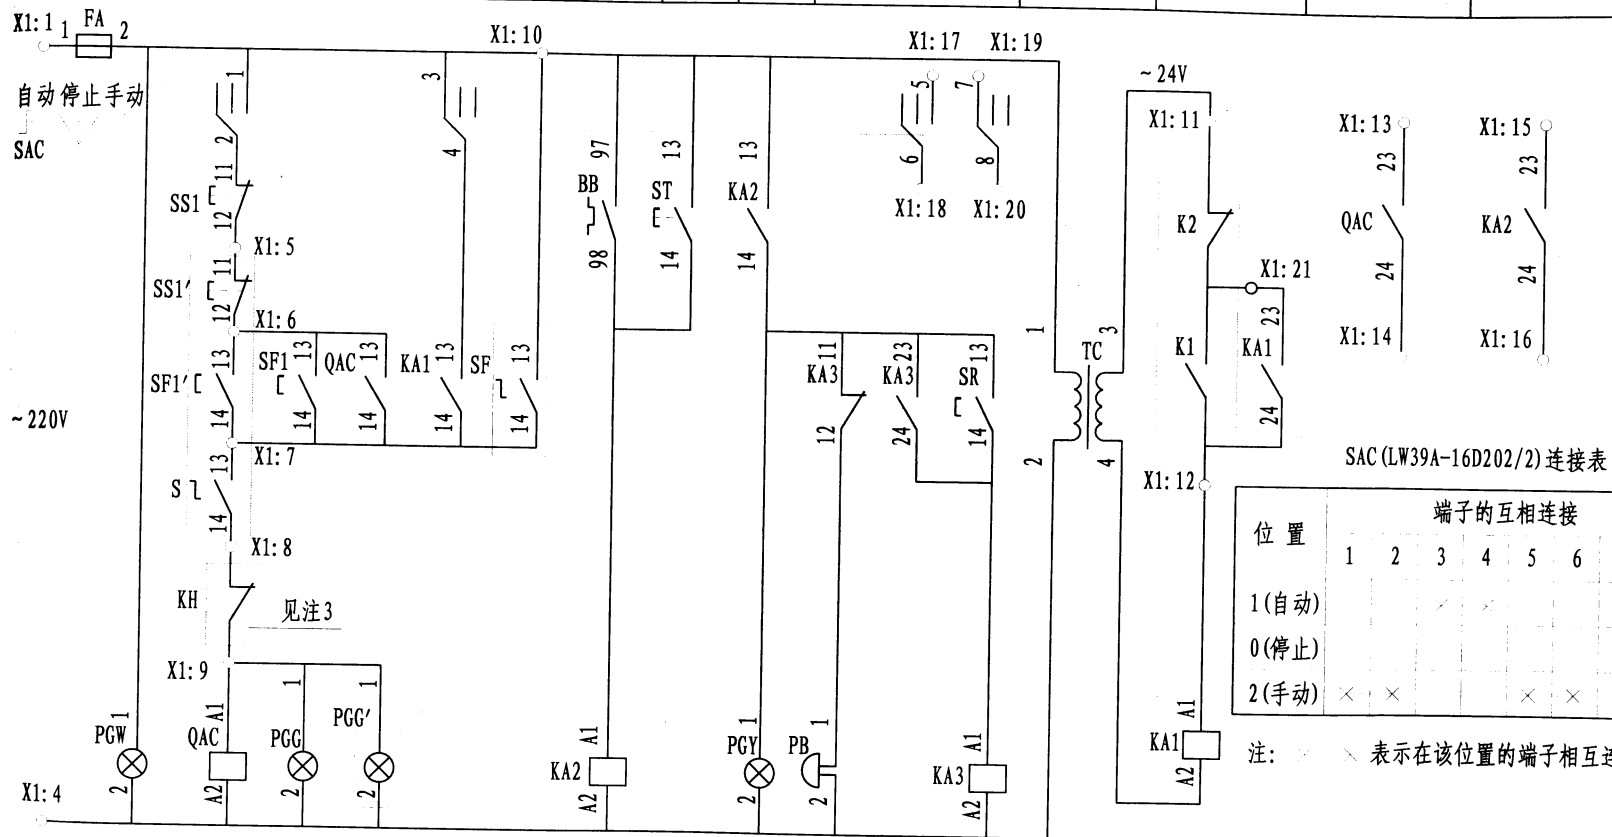 X1:1 1 FA 2
X1:10
X1:17 X1:19
~24V
自动 停止 手动
SAC
1
2
3
4
5
6
7
8
X1:18 X1:20
X1:11
X1:13 X1:15
23 23
QAC KA2
24 24
X1:14 X1:16
11
SS1
12
X1:5
11
SS1′
12
X1:6
13
SF1′
14
13
SF1
14
13
QAC
14
13
KA1
14
13
SF
14
X1:7
~220V
13
S
14
X1:8
KH
见注3
X1:9
97
BB
98
13
ST
14
13
KA2
14
11
KA3
12
23
KA3
24
13
SR
14
1 3
TC
2 4
K2
X1:21
K1
23
KA1
24
X1:12
SAC(LW39A-16D202/2)连接表
位置 端子的互相连接
1 2 3 4 5 6
1(自动) × ×
0(停止)
2(手动) × × × ×
注: × × 表示在该位置的端子相互连
1
PGW
2
A1
QAC
A2
1
PGG
2
1
PGG′
2
A1
KA2
A2
1
PGY
2
1
PB
2
A1
KA3
A2
A1
KA1
A2
X1:4